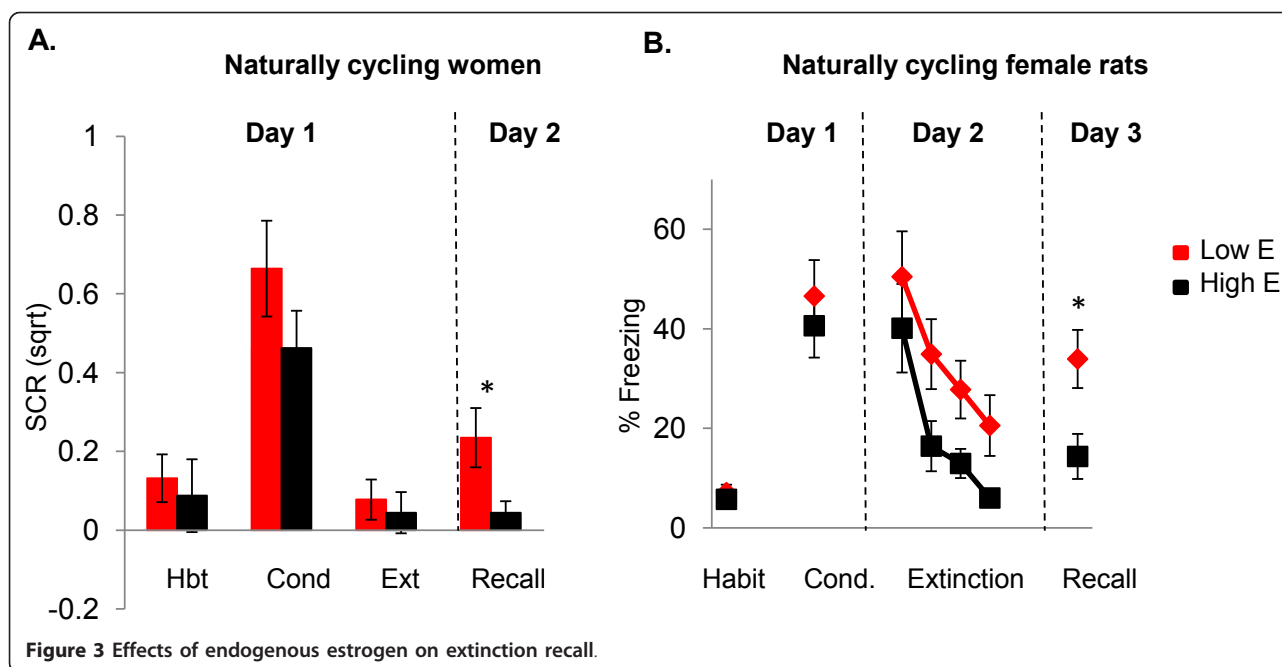 A.
Naturally cycling women
Day 1 Day 2
1
0.8
0.6
0.4
0.2
0
-0.2
SCR (sqrt)
*
Hbt Cond Ext Recall
B.
Naturally cycling female rats
Day 1 Day 2 Day 3
60
40
20
0
% Freezing
*
Habit Cond. Extinction Recall
Low E
High E
Figure 3 Effects of endogenous estrogen on extinction recall.